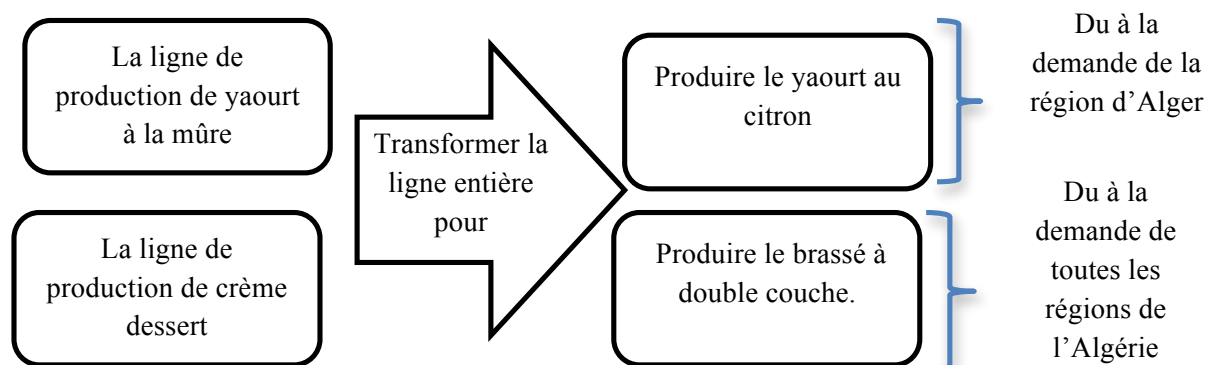 La ligne de
production de yaourt
à la mûre
Transformer la
ligne entière
pour
Produire le yaourt au
citron
Du à la
demande de la
région d’Alger
La ligne de
production de crème
dessert
Produire le brassé à
double couche.
Du à la
demande de
toutes les
régions de
l’Algérie